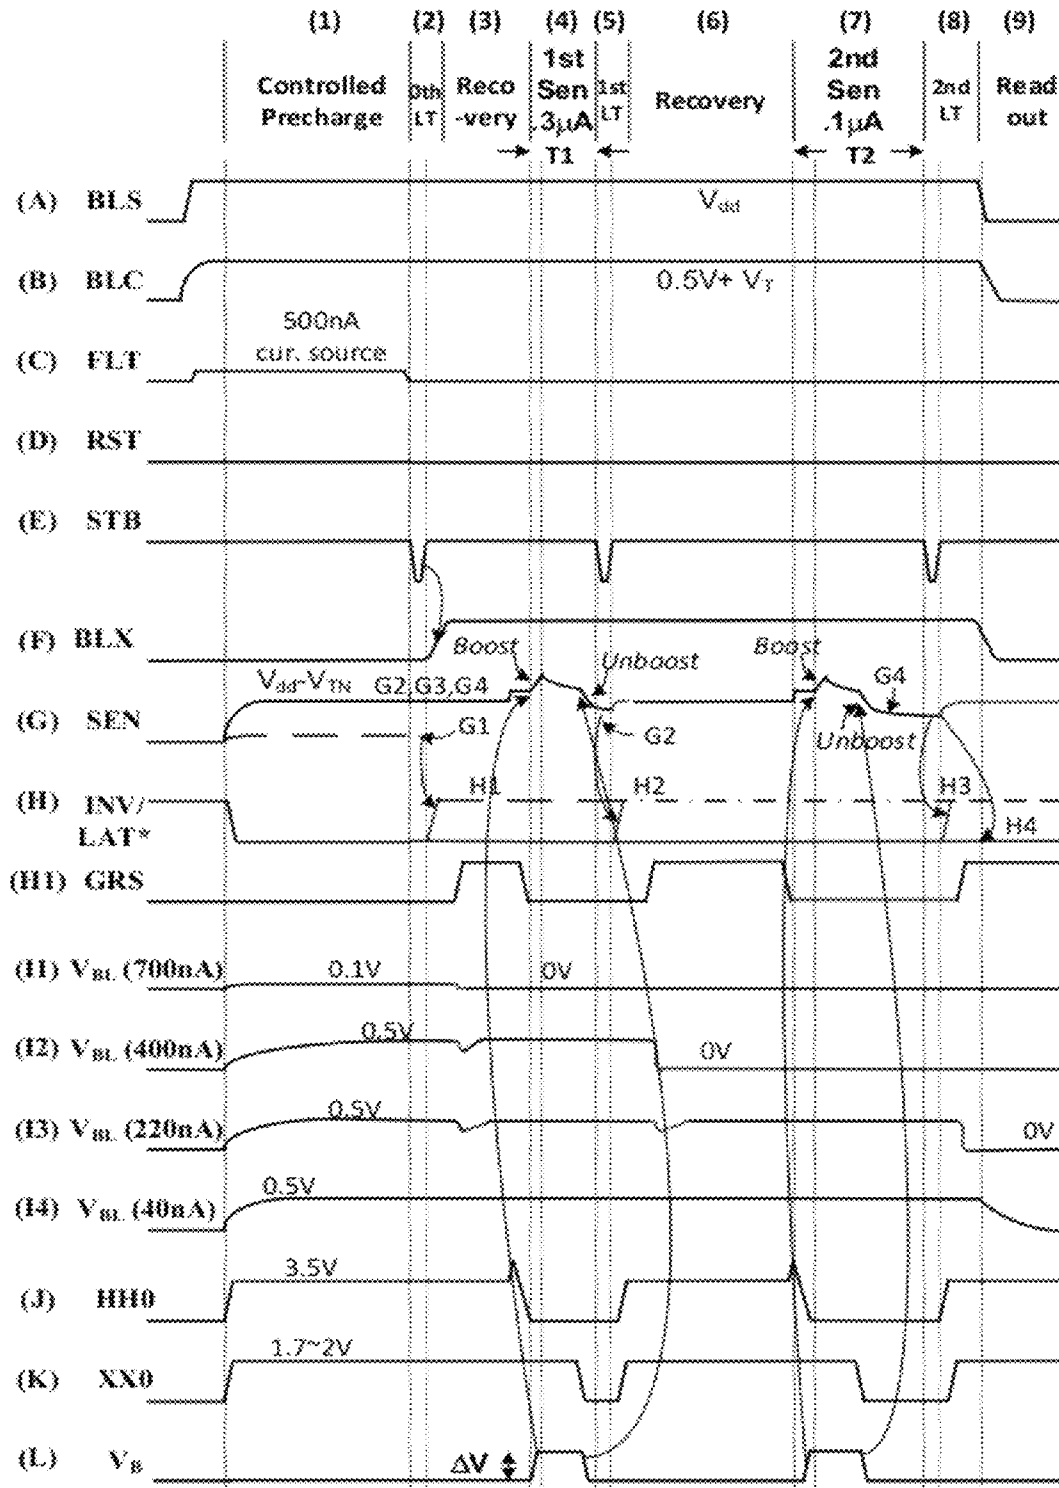 (1) (2) (3) (4) (5) (6) (7) (8) (9)
Controlled Precharge
0th LT
Reco -very
1st Sen .3µA
1st LT
Recovery
2nd Sen .1µA
2nd LT
Read out
T1 T2
(A) BLS
Vdd
(B) BLC
0.5V+ VT
500nA
cur. source
(C) FLT
(D) RST
(E) STB
(F) BLX
Boost Unboost Boost
Vdd-VTN G2,G3,G4 G4
(G) SEN
G1 G2 Unboost
(H) INV/
LAT*
H1 H2 H3 H4
(H1) GRS
(I1) VBL (700nA) 0.1V 0V
(I2) VBL (400nA) 0.5V 0V
(I3) VBL (220nA) 0.5V 0V
(I4) VBL (40nA) 0.5V
(J) HH0 3.5V
(K) XX0 1.7~2V
(L) VB ΔV